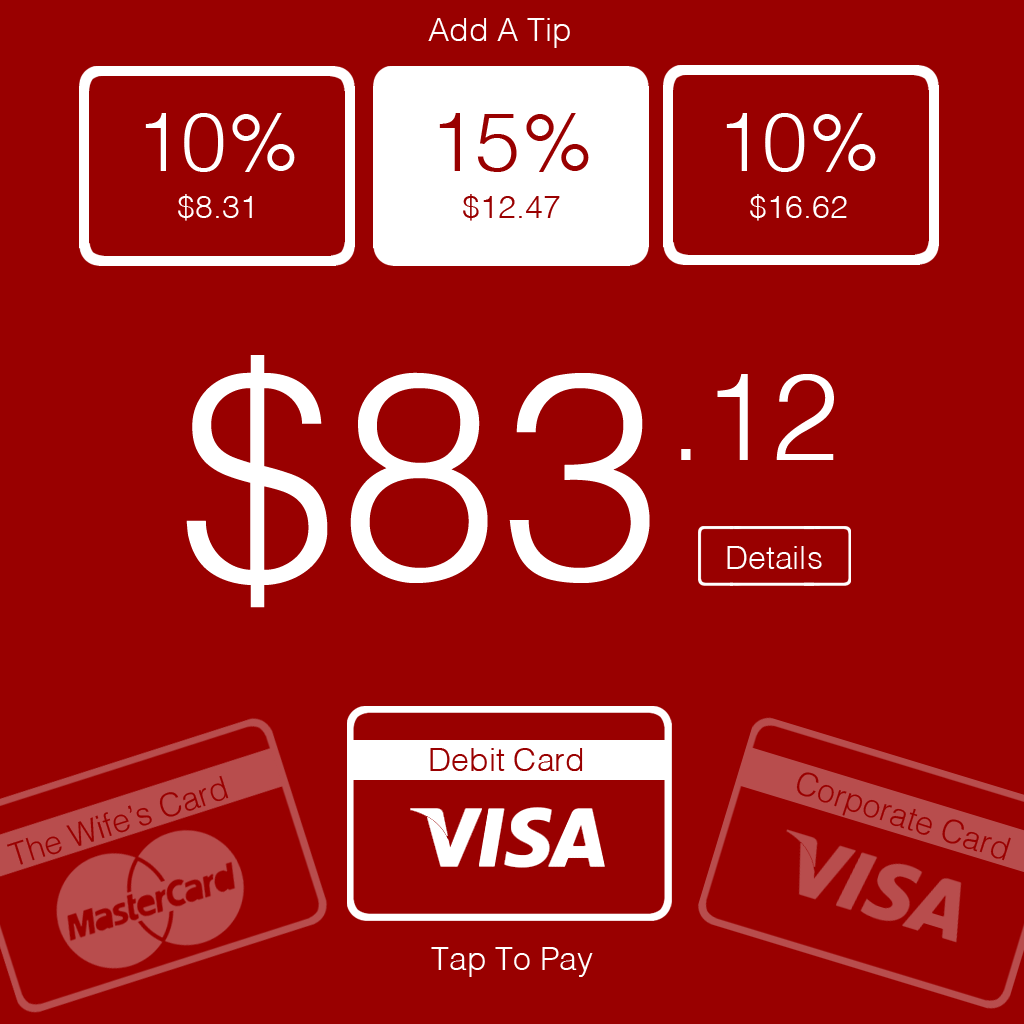 Add A Tip
10% 15% 10%
$8.31 $12.47 $16.62
$83.12
Details
The Wife's Card
MasterCard
Debit Card
VISA
Corporate Card
VISA
Tap To Pay